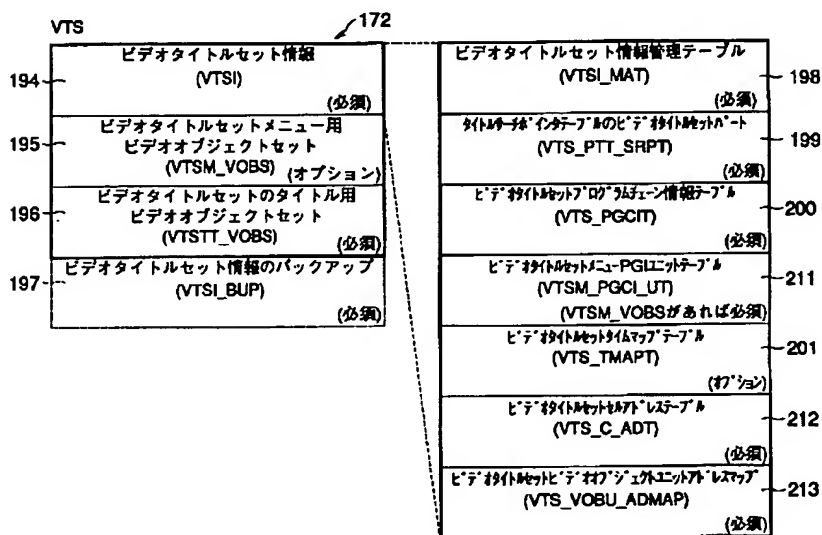 VTS
172
ビデオタイトルセット情報
(VTSI)
(必須)
194
ビデオタイトルセットメニュー用
ビデオオブジェクトセット
(VTSM_VOBS)
(オプション)
195
ビデオタイトルセットのタイトル用
ビデオオブジェクトセット
(VTSTT_VOBS)
(必須)
196
ビデオタイトルセット情報のバックアップ
(VTSI_BUP)
(必須)
197
ビデオタイトルセット情報管理テーブル
(VTSI_MAT)
(必須)
198
ﾀｲﾄﾙｻｰﾁﾎﾟｲﾝﾀﾃｰﾌﾞﾙのﾋﾞﾃﾞｵﾀｲﾄﾙｾｯﾄﾊﾟｰﾄ
(VTS_PTT_SRPT)
(必須)
199
ﾋﾞﾃﾞｵﾀｲﾄﾙｾｯﾄﾌﾟﾛｸﾞﾗﾑﾁｪｰﾝ情報ﾃｰﾌﾞﾙ
(VTS_PGCIT)
(必須)
200
ﾋﾞﾃﾞｵﾀｲﾄﾙｾｯﾄﾒﾆｭｰPGIﾕﾆｯﾄﾃｰﾌﾞﾙ
(VTSM_PGCI_UT)
(VTSM_VOBSがあれば必須)
211
ﾋﾞﾃﾞｵﾀｲﾄﾙｾｯﾄﾀｲﾑﾏｯﾌﾟﾃｰﾌﾞﾙ
(VTS_TMAPT)
(ｵﾌﾟｼｮﾝ)
201
ﾋﾞﾃﾞｵﾀｲﾄﾙｾｯﾄｾﾙｱﾄﾞﾚｽﾃｰﾌﾞﾙ
(VTS_C_ADT)
(必須)
212
ﾋﾞﾃﾞｵﾀｲﾄﾙｾｯﾄﾋﾞﾃﾞｵｵﾌﾞｼﾞｪｸﾄﾕﾆｯﾄｱﾄﾞﾚｽﾏｯﾌﾟ
(VTS_VOBU_ADMAP)
(必須)
213